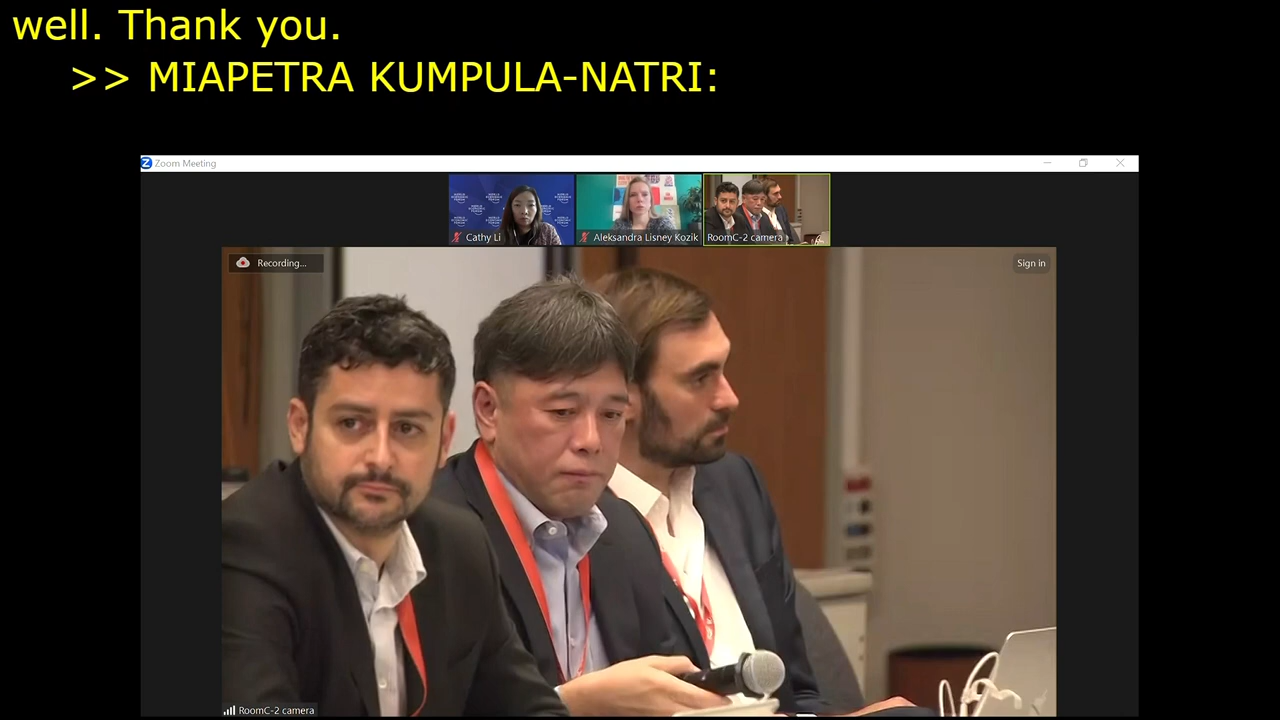 well. Thank you.
>> MIAPETRA KUMPULA-NATRI:
Zoom Meeting
Cathy Li
Aleksandra Lisney Kozik
RoomC-2 camera
Recording...
Sign in
RoomC-2 camera